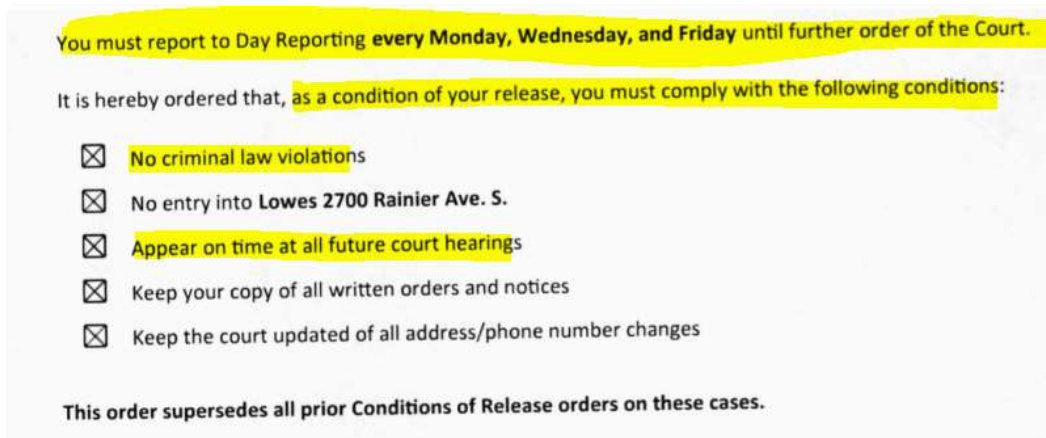 You must report to Day Reporting every Monday, Wednesday, and Friday until further order of the Court.
It is hereby ordered that, as a condition of your release, you must comply with the following conditions:
☒ No criminal law violations
☒ No entry into Lowes 2700 Rainier Ave. S.
☒ Appear on time at all future court hearings
☒ Keep your copy of all written orders and notices
☒ Keep the court updated of all address/phone number changes
This order supersedes all prior Conditions of Release orders on these cases.